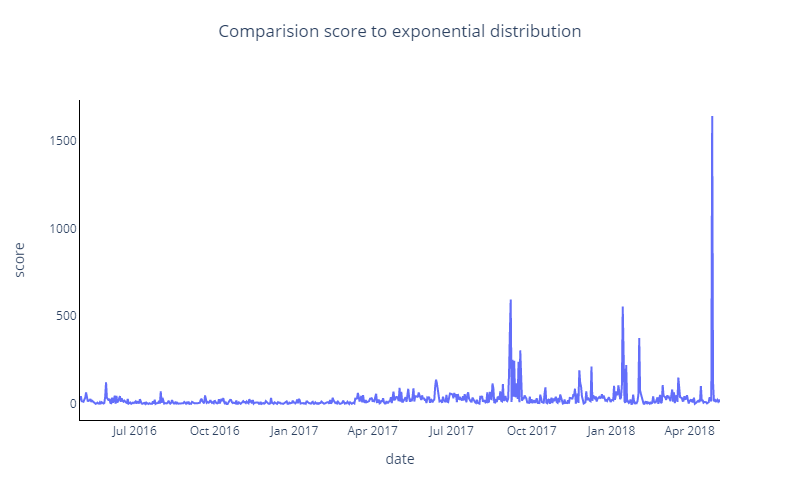 Comparision score to exponential distribution
1500
1000
500
0
score
Jul 2016
Oct 2016
Jan 2017
Apr 2017
Jul 2017
Oct 2017
Jan 2018
Apr 2018
date